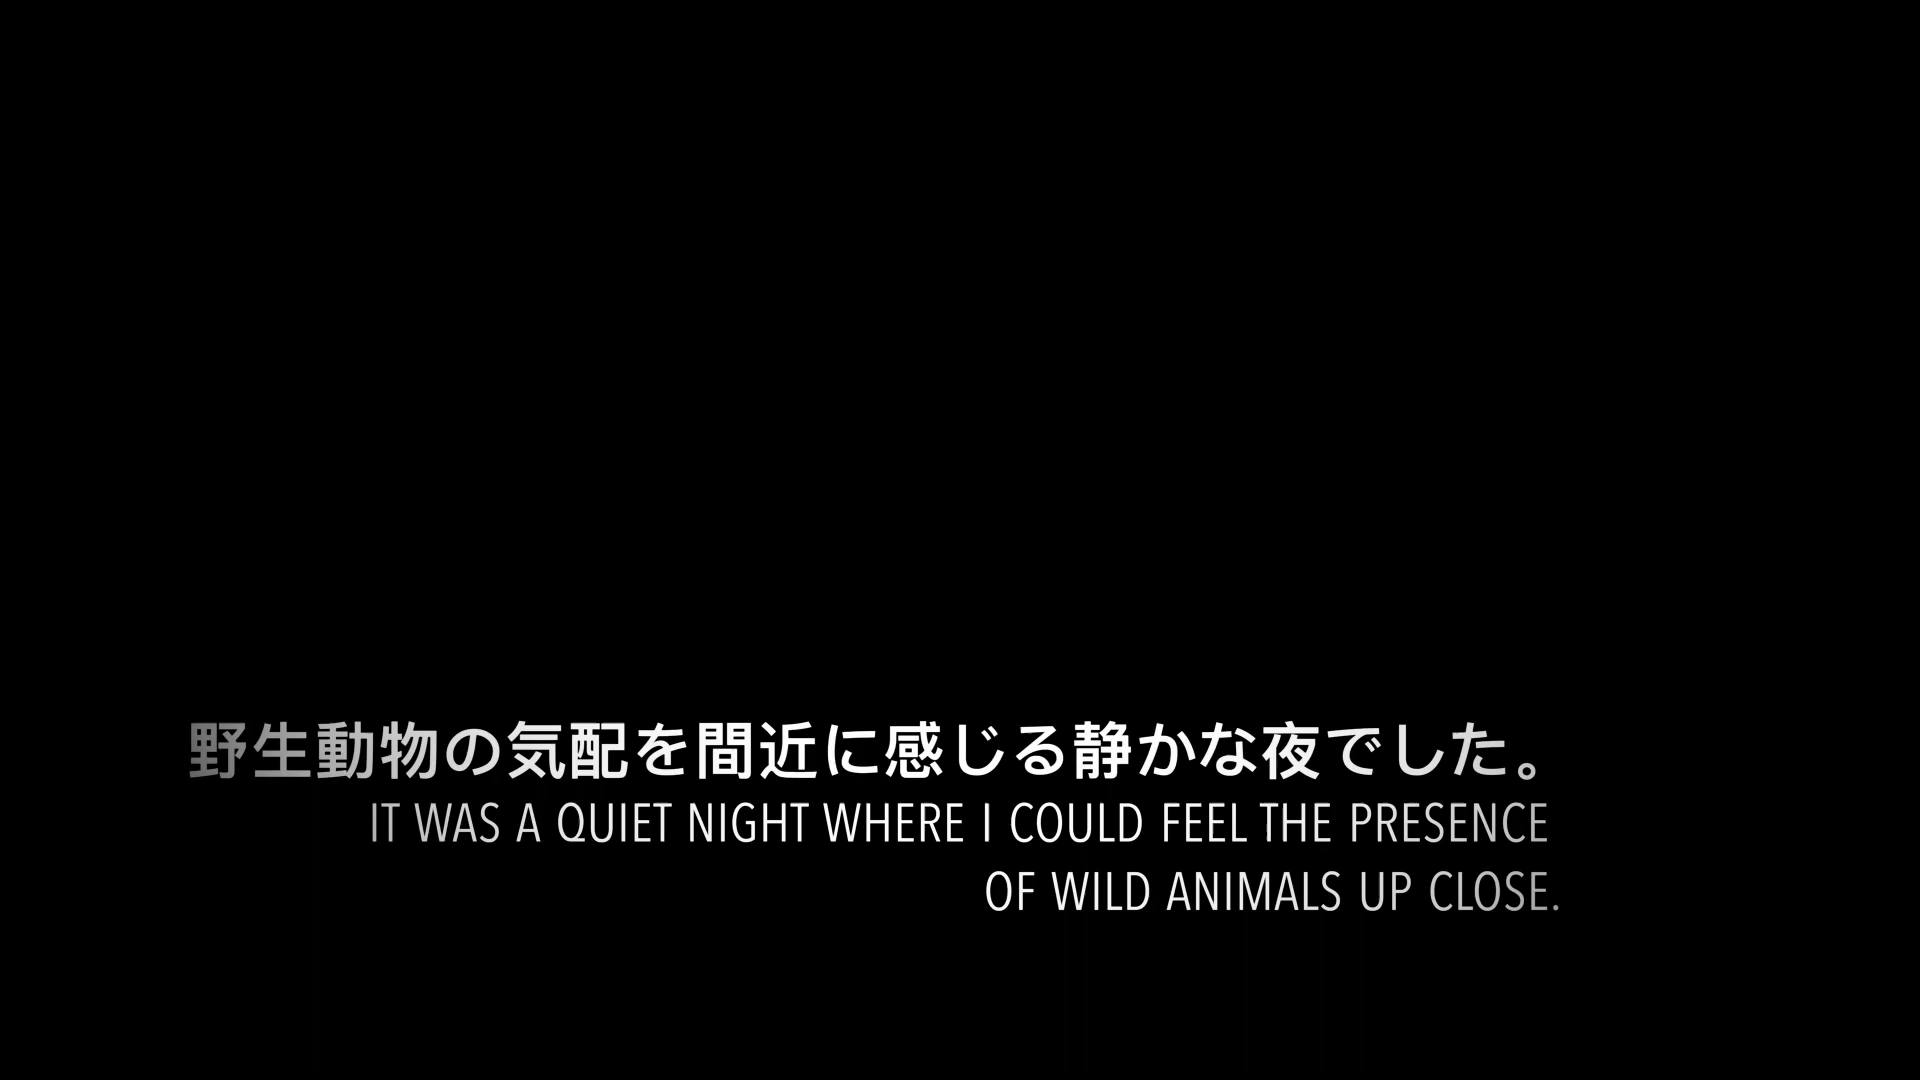 野生動物の気配を間近に感じる静かな夜でした。
IT WAS A QUIET NIGHT WHERE I COULD FEEL THE PRESENCE
OF WILD ANIMALS UP CLOSE.